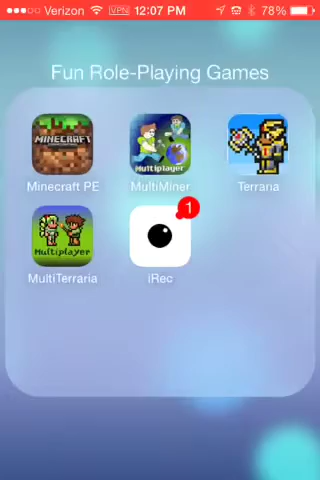 Verizon VPN 12:07 PM 78%
Fun Role-Playing Games
MINECRAFT
Multiplayer
Minecraft PE MultiMiner Terraria
Multiplayer
1
MultiTerraria iRec